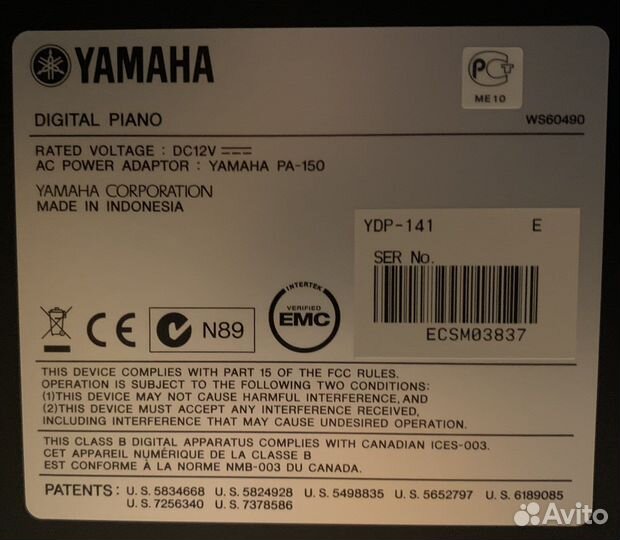 YAMAHA
PCT
ME10
DIGITAL PIANO
WS60490
RATED VOLTAGE : DC12V
AC POWER ADAPTOR : YAMAHA PA-150
YAMAHA CORPORATION
MADE IN INDONESIA
YDP-141 E
SER No.
ECSM03837
CE
N89
INTERTEK
VERIFIED
EMC
THIS DEVICE COMPLIES WITH PART 15 OF THE FCC RULES.
OPERATION IS SUBJECT TO THE FOLLOWING TWO CONDITIONS:
(1)THIS DEVICE MAY NOT CAUSE HARMFUL INTERFERENCE,AND
(2)THIS DEVICE MUST ACCEPT ANY INTERFERENCE RECEIVED,
INCLUDING INTERFERENCE THAT MAY CAUSE UNDESIRED OPERATION.
THIS CLASS B DIGITAL APPARATUS COMPLIES WITH CANADIAN ICES-003.
CET APPAREIL NUMÉRIQUE DE LA CLASSE B
EST CONFORME À LA NORME NMB-003 DU CANADA.
PATENTS: U. S. 5834668 U. S. 5824928 U. S. 5498835 U. S. 5652797 U. S. 6189085
U. S. 7256340 U. S. 7378586
Avito